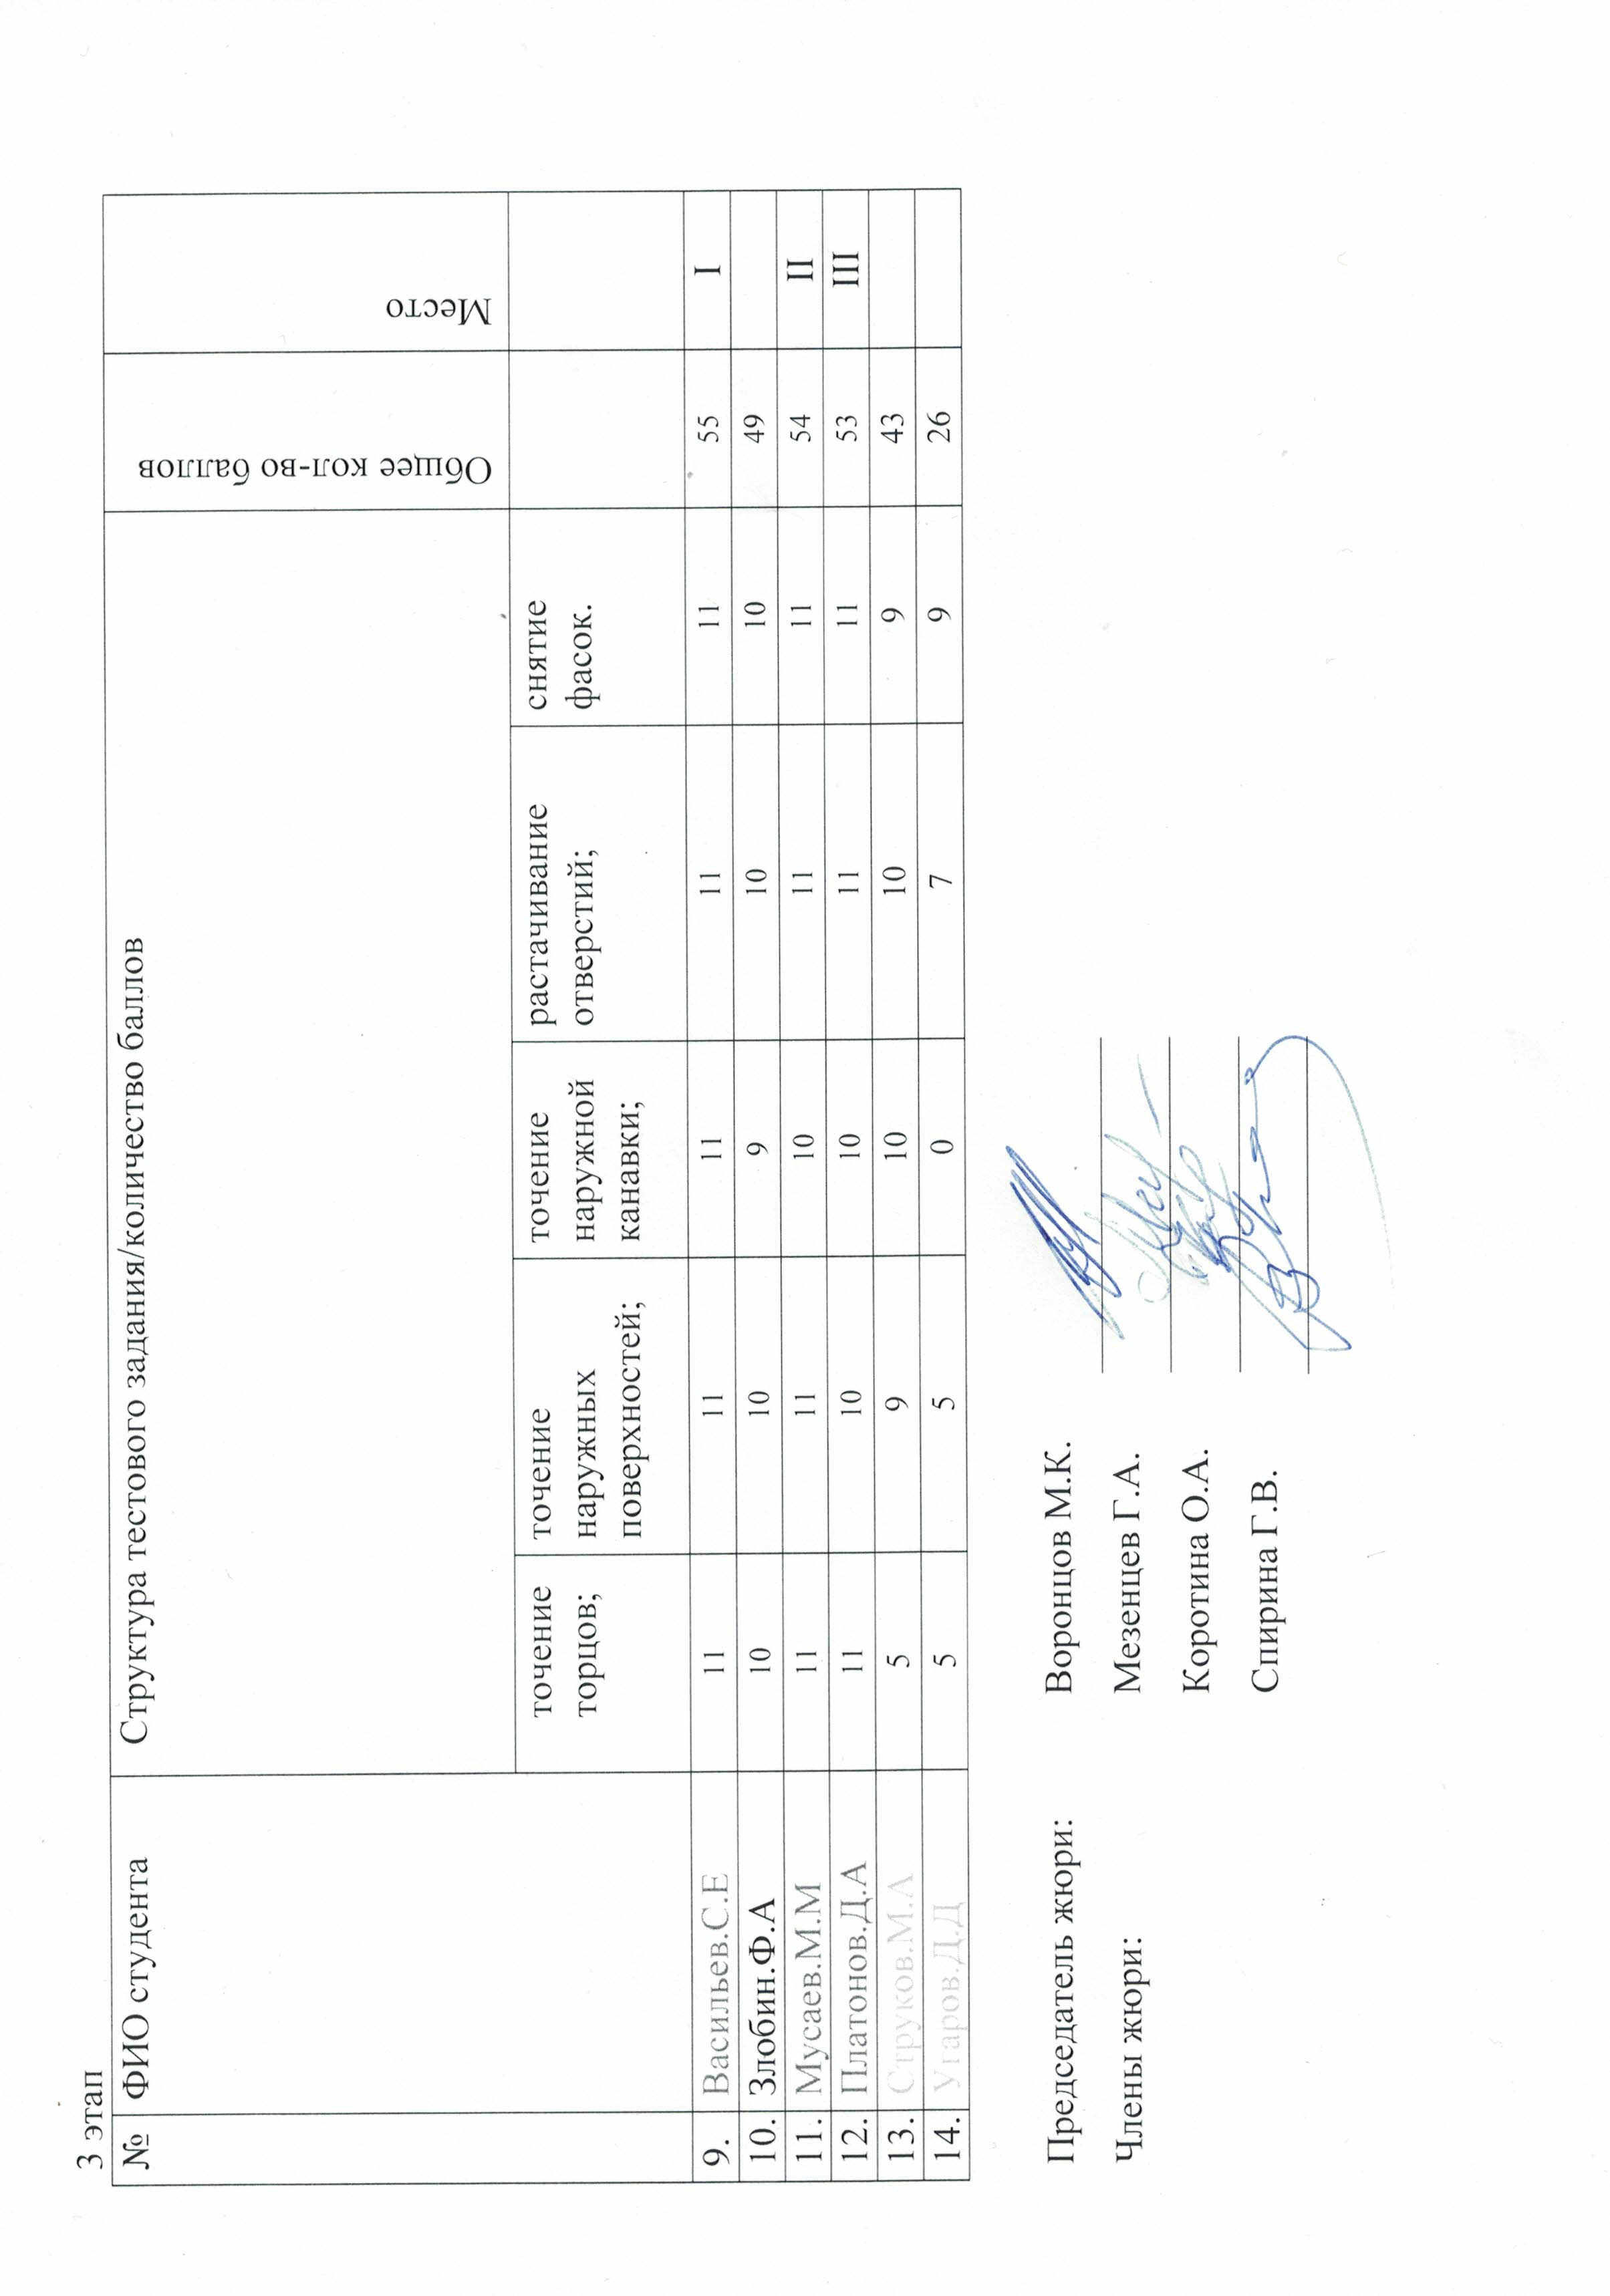 3 этап
№ ФИО студента Структура тестового задания/количество баллов Общее кол-во баллов Место
точение торцов; точение наружных поверхностей; точение наружной канавки; растачивание отверстий; снятие фасок.
9. Васильев.С.Е 11 11 11 11 11 55 I
10. Злобин.Ф.А 10 10 9 10 10 49
11. Мусаев.М.М 11 11 10 11 11 54 II
12. Платонов.Д.А 11 10 10 11 11 53 III
13. Струков.М.А 5 9 10 10 9 43
14. Угаров.Д.Д 5 5 0 7 9 26
Председатель жюри: Воронцов М.К.
Члены жюри: Мезенцев Г.А.
Коротина О.А.
Спирина Г.В.